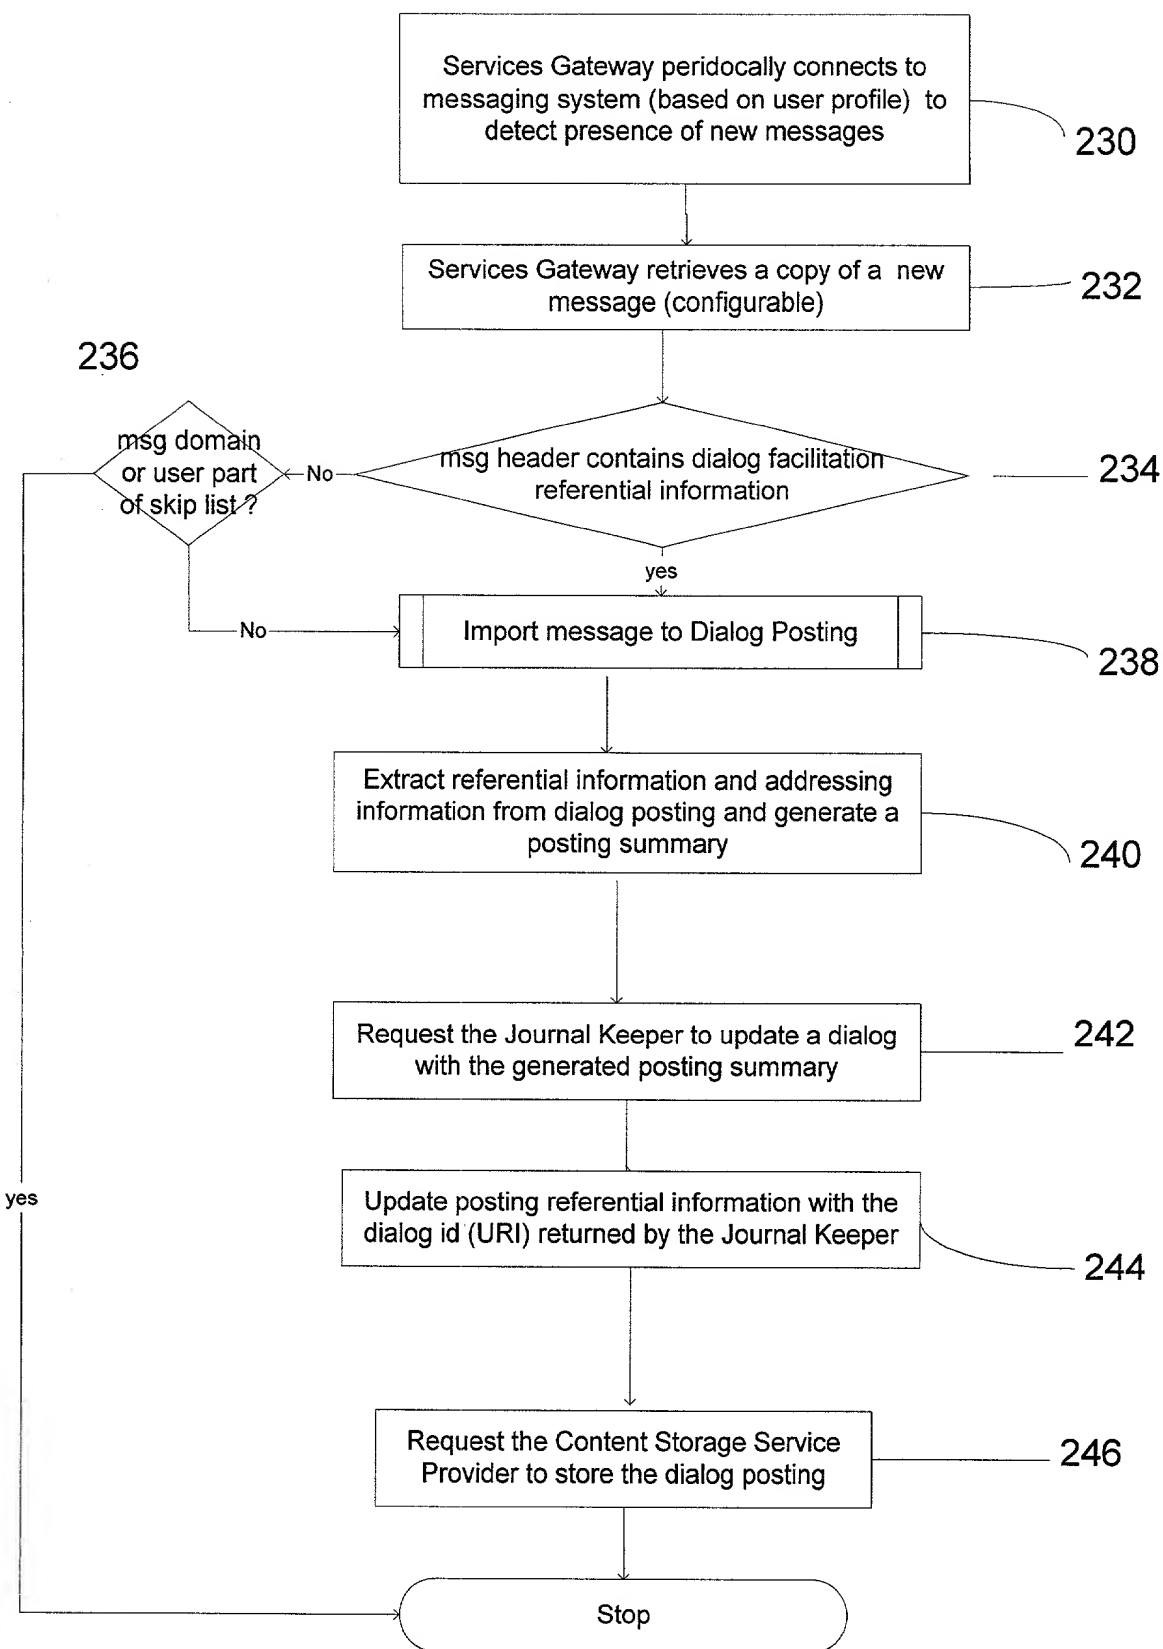 Services Gateway peridocally connects to
messaging system (based on user profile) to
detect presence of new messages
230
Services Gateway retrieves a copy of a new
message (configurable)
232
236
msg domain
or user part
of skip list ?
No
msg header contains dialog facilitation
referential information
234
yes
No
Import message to Dialog Posting
238
Extract referential information and addressing
information from dialog posting and generate a
posting summary
240
Request the Journal Keeper to update a dialog
with the generated posting summary
242
yes
Update posting referential information with the
dialog id (URI) returned by the Journal Keeper
244
Request the Content Storage Service
Provider to store the dialog posting
246
Stop